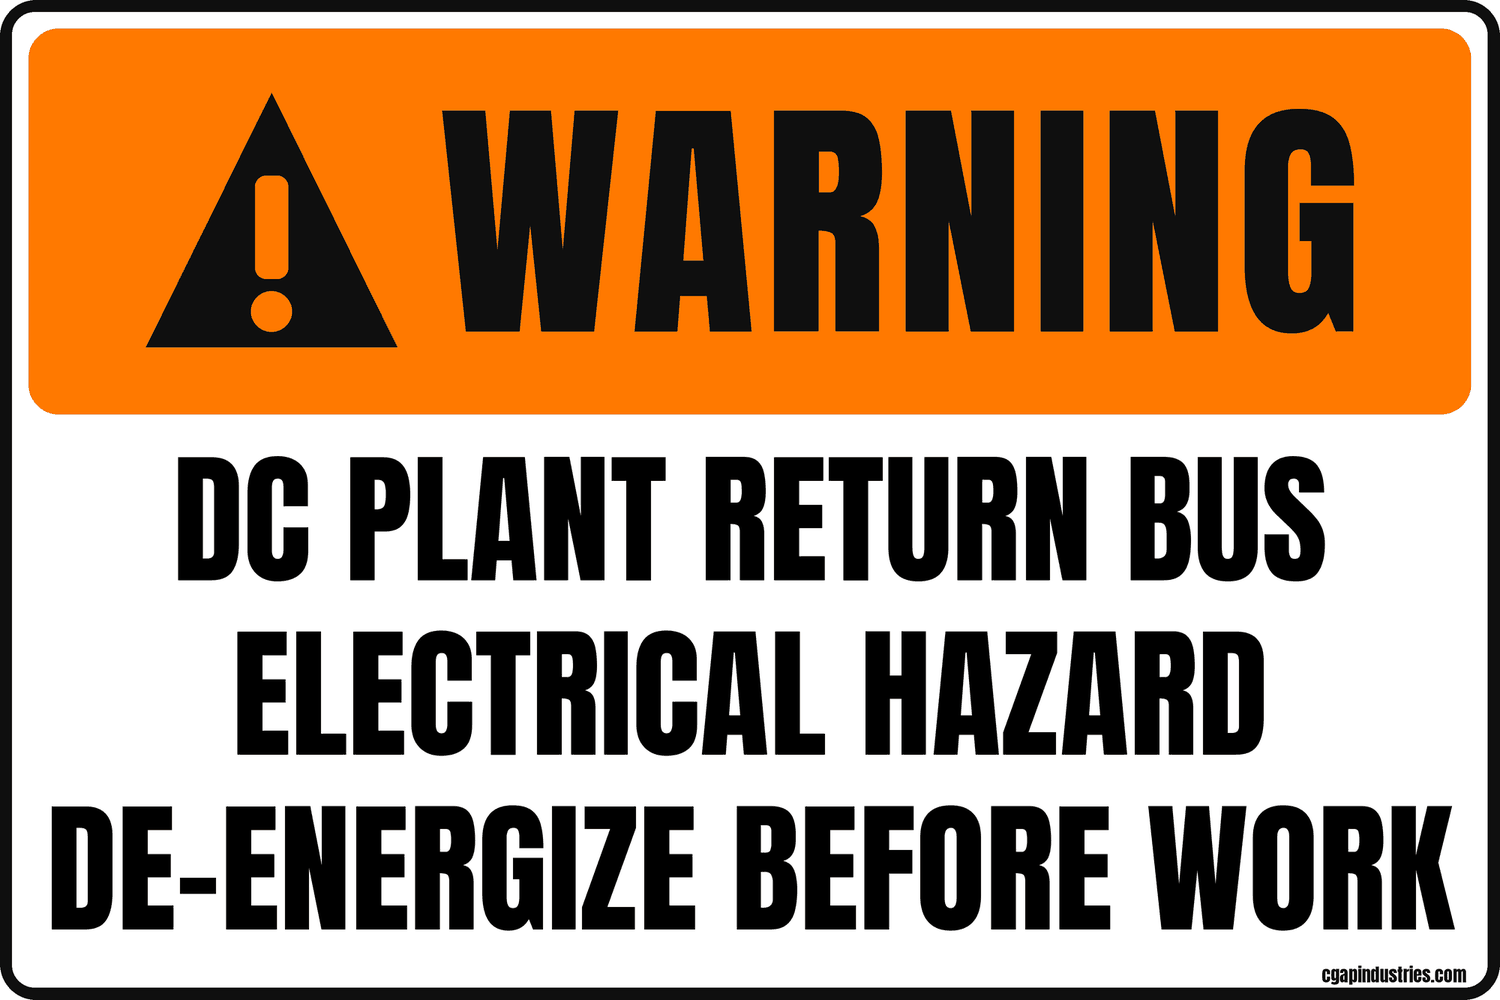 WARNING
DC PLANT RETURN BUS
ELECTRICAL HAZARD
DE-ENERGIZE BEFORE WORK
cgapindustries.com